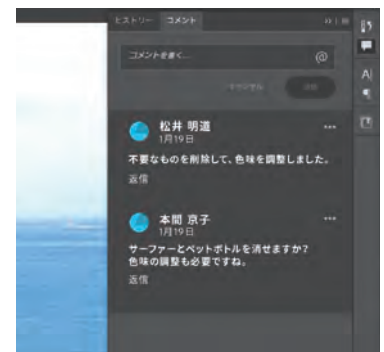 ヒストリー コメント
コメントを書く... @
キャンセル
松井 明道
1月19日
不要なものを削除して、色味を調整しました。
返信
本間 京子
1月19日
サーファーとペットボトルを消せますか?
色味の調整も必要ですね。
返信